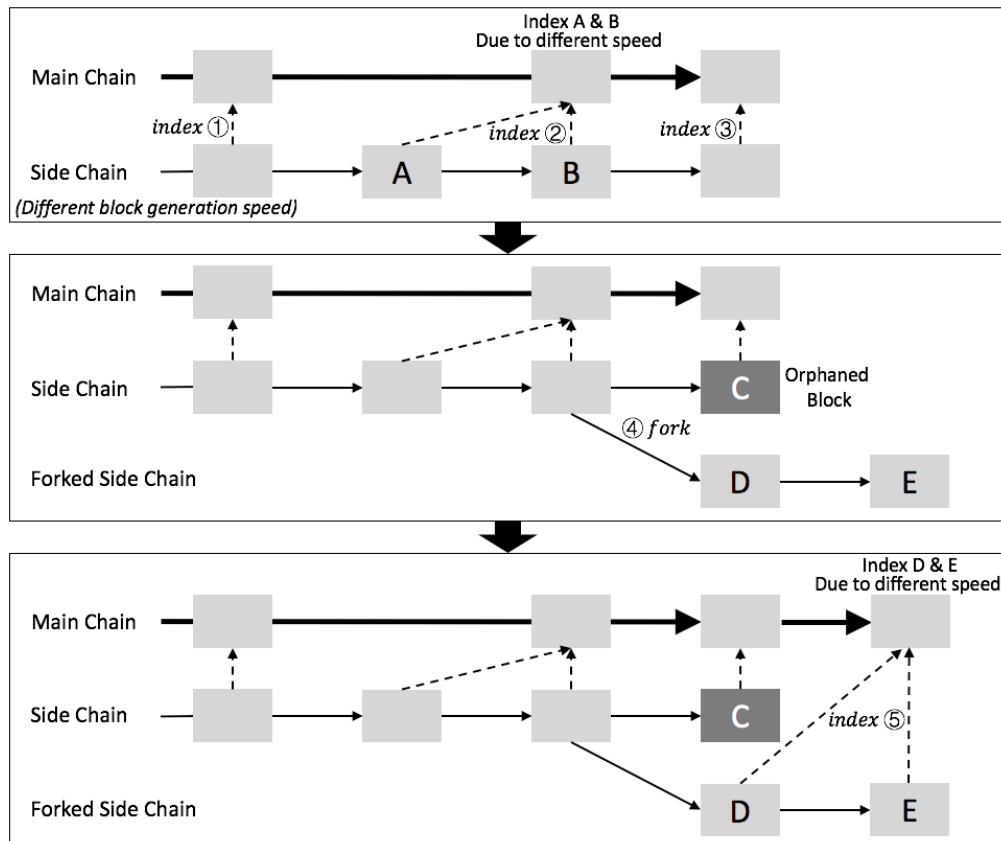 Index A & B
Due to different speed
Main Chain
index ①
index ②
index ③
Side Chain
A
B
(Different block generation speed)
Main Chain
Side Chain
C
Orphaned
Block
④ fork
Forked Side Chain
D
E
Index D & E
Due to different speed
Main Chain
Side Chain
C
index ⑤
Forked Side Chain
D
E